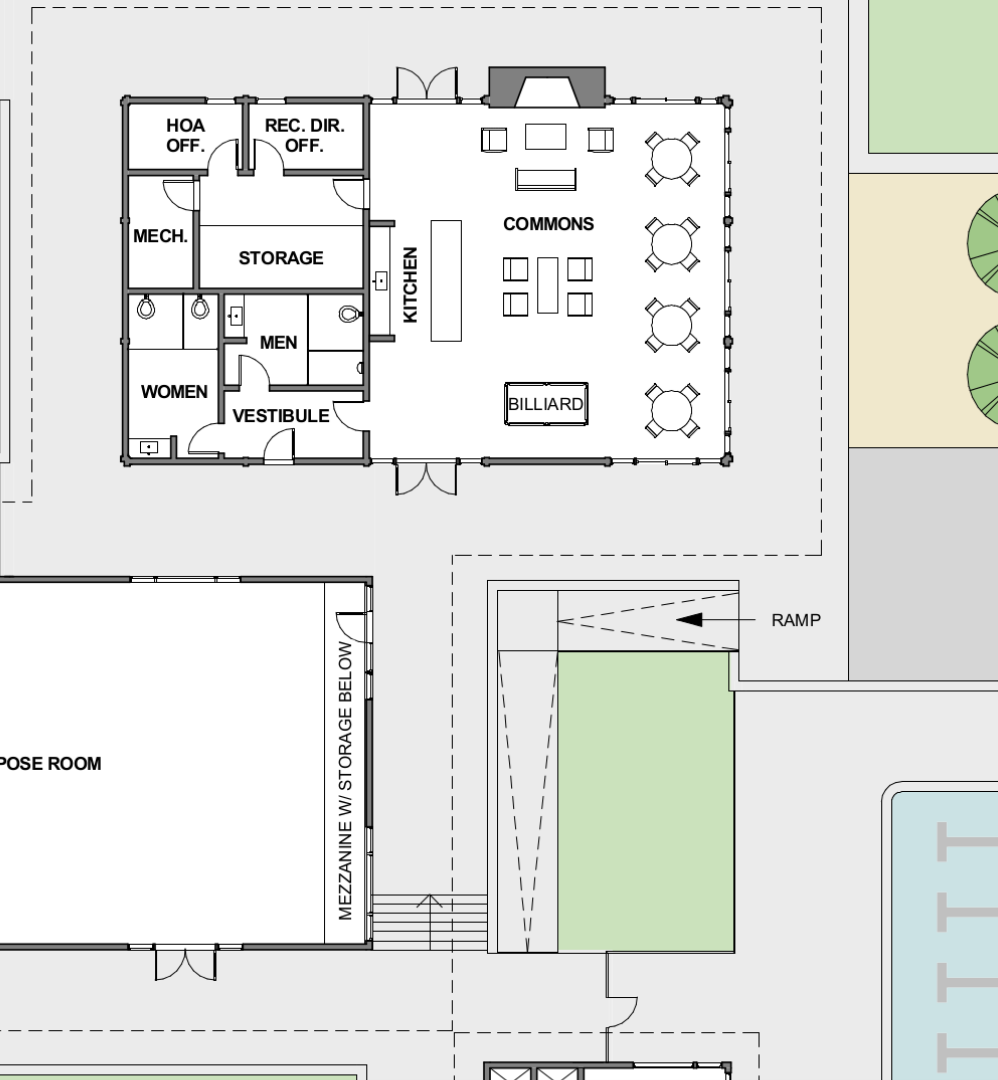 HOA
OFF.
REC. DIR.
OFF.
MECH.
STORAGE
KITCHEN
COMMONS
MEN
WOMEN
VESTIBULE
BILLIARD
RAMP
MEZZANINE W/ STORAGE BELOW
POSE ROOM